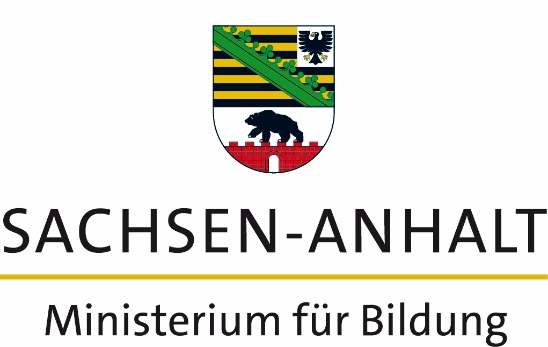 SACHSEN-ANHALT
Ministerium für Bildung